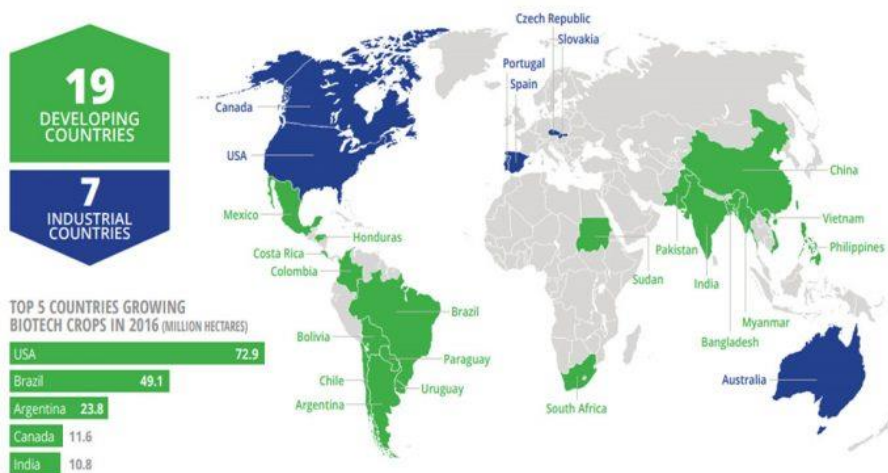 19
DEVELOPING
COUNTRIES
7
INDUSTRIAL
COUNTRIES
TOP 5 COUNTRIES GROWING
BIOTECH CROPS IN 2016 (MILLION HECTARES)
USA 72.9
Brazil 49.1
Argentina 23.8
Canada 11.6
India 10.8
Czech Republic
Slovakia
Portugal
Spain
Canada
USA
Mexico
Honduras
Costa Rica
Colombia
Brazil
Bolivia
Paraguay
Chile
Uruguay
Argentina
China
Vietnam
Pakistan
Philippines
Sudan
India
Myanmar
Bangladesh
Australia
South Africa